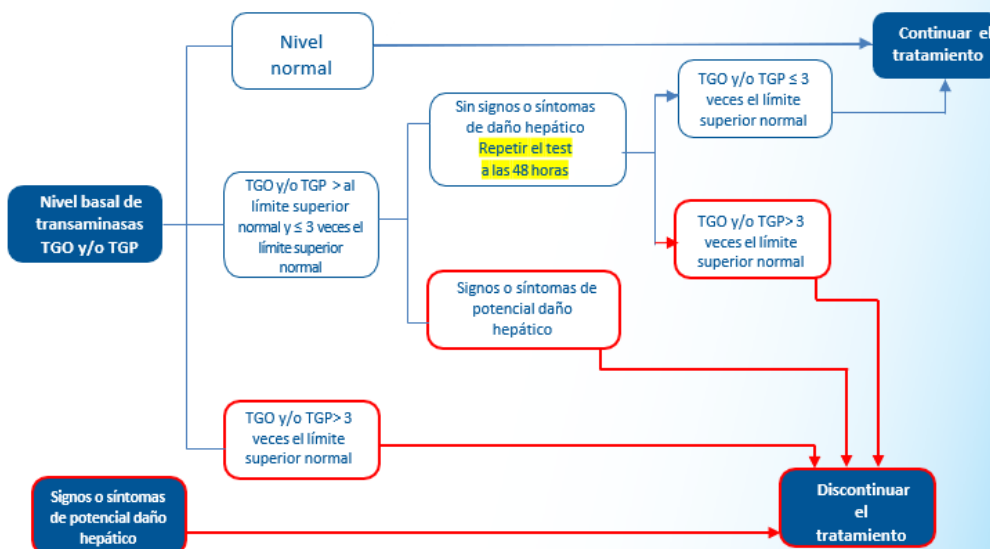 Nivel
normal
Continuar el
tratamiento
Sin signos o síntomas
de daño hepático
Repetir el test
a las 48 horas
TGO y/o TGP ≤ 3
veces el límite
superior normal
Nivel basal de
transaminasas
TGO y/o TGP
TGO y/o TGP > al
límite superior
normal y ≤ 3 veces el
límite superior
normal
TGO y/o TGP> 3
veces el límite
superior normal
Signos o síntomas de
potencial daño
hepático
TGO y/o TGP> 3
veces el límite
superior normal
Signos o síntomas
de potencial daño
hepático
Discontinuar
el
tratamiento